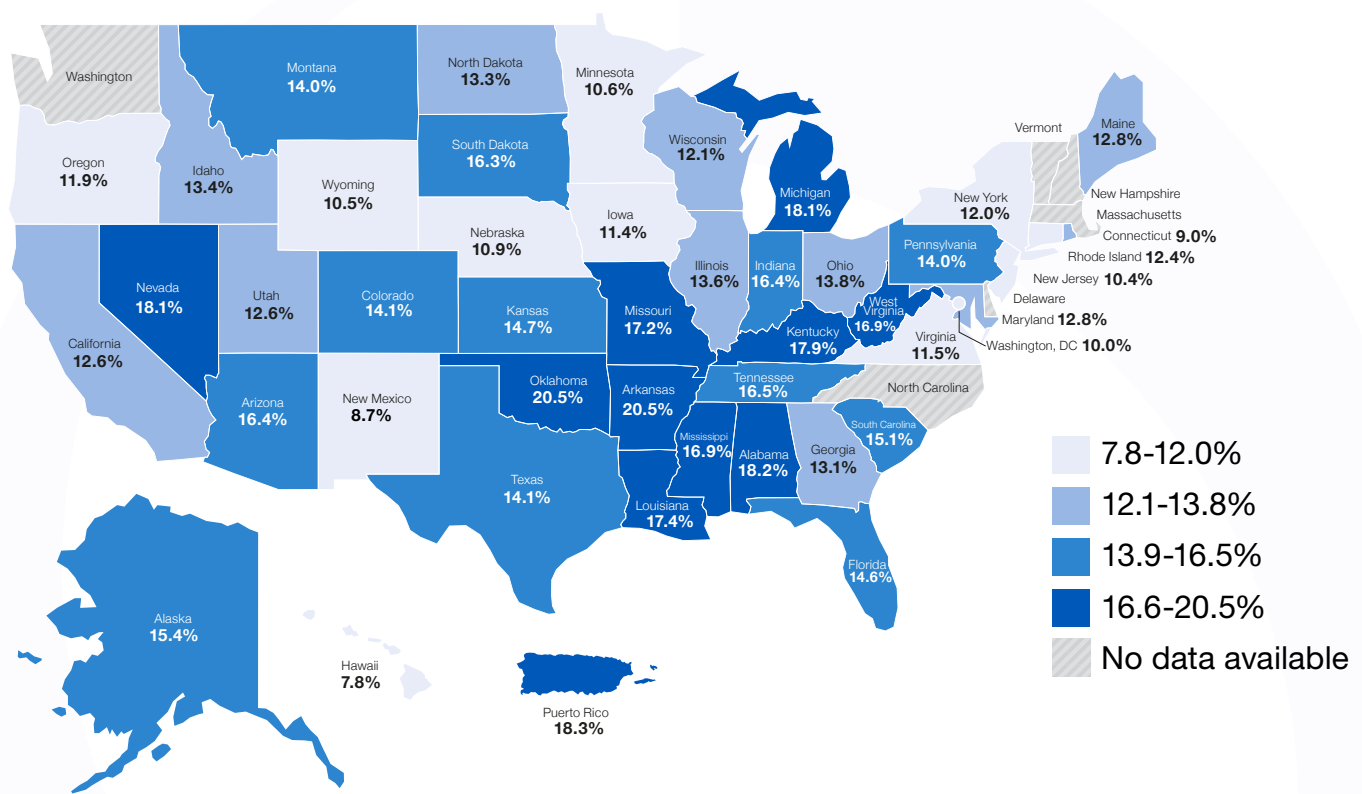 Washington
Montana
14.0%
North Dakota
13.3%
Minnesota
10.6%
Oregon
11.9%
Idaho
13.4%
Wyoming
10.5%
South Dakota
16.3%
Wisconsin
12.1%
Michigan
18.1%
Vermont
Maine
12.8%
New York
12.0%
New Hampshire
Massachusetts
Connecticut 9.0%
Rhode Island 12.4%
New Jersey 10.4%
Delaware
Maryland 12.8%
Washington, DC 10.0%
Nevada
18.1%
Utah
12.6%
Colorado
14.1%
Nebraska
10.9%
Iowa
11.4%
Illinois
13.6%
Indiana
16.4%
Ohio
13.8%
Pennsylvania
14.0%
California
12.6%
Kansas
14.7%
Missouri
17.2%
Kentucky
17.9%
West
Virginia
16.9%
Virginia
11.5%
Arizona
16.4%
New Mexico
8.7%
Oklahoma
20.5%
Arkansas
20.5%
Tennessee
16.5%
North Carolina
Texas
14.1%
Louisiana
17.4%
Mississippi
16.9%
Alabama
18.2%
Georgia
13.1%
South Carolina
15.1%
Florida
14.6%
Alaska
15.4%
Hawaii
7.8%
Puerto Rico
18.3%
7.8-12.0%
12.1-13.8%
13.9-16.5%
16.6-20.5%
No data available